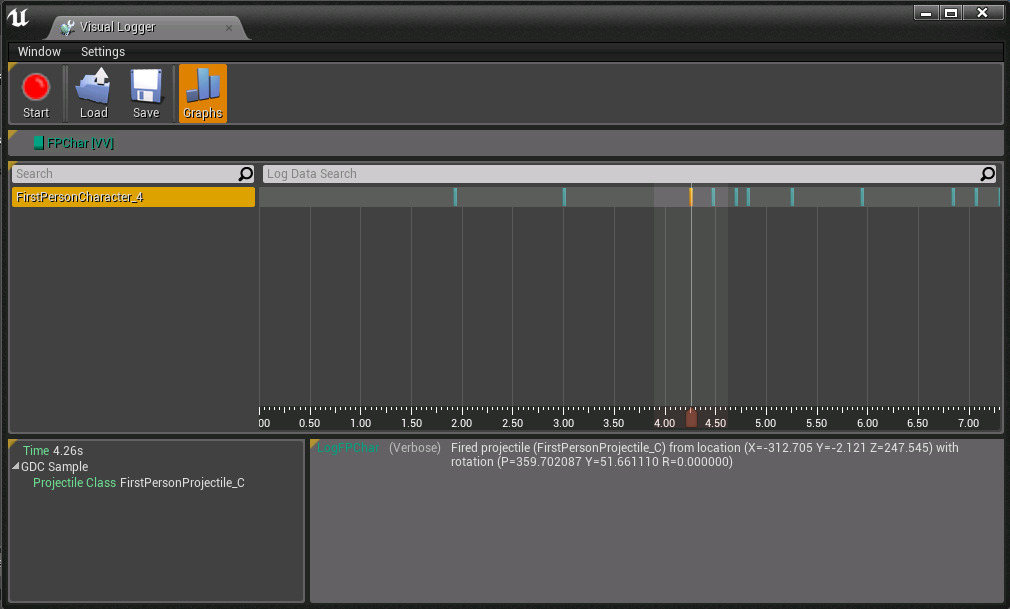 Visual Logger
Window Settings
Start Load Save Graphs
FPChar [VV]
Search Log Data Search
FirstPersonCharacter_4
00 0.50 1.00 1.50 2.00 2.50 3.00 3.50 4.00 4.50 5.00 5.50 6.00 6.50 7.00
Time 4.26s
GDC Sample
Projectile Class FirstPersonProjectile_C
LogFPChar (Verbose) Fired projectile (FirstPersonProjectile_C) from location (X=-312.705 Y=-2.121 Z=247.545) with
rotation (P=359.702087 Y=51.661110 R=0.000000)